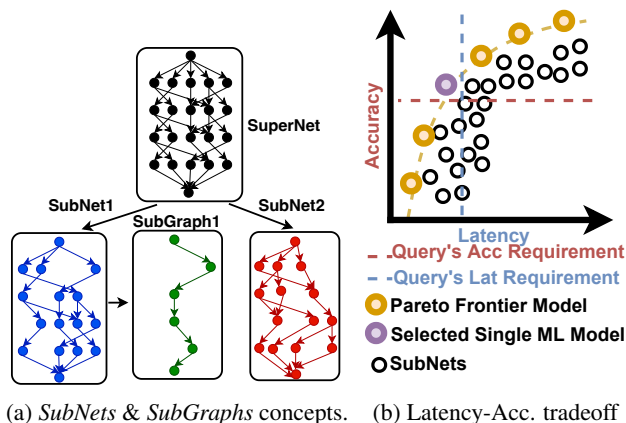 SuperNet
SubNet1
SubGraph1
SubNet2
(a) SubNets & SubGraphs concepts.
Accuracy
Latency
Query's Acc Requirement
Query's Lat Requirement
Pareto Frontier Model
Selected Single ML Model
SubNets
(b) Latency-Acc. tradeoff